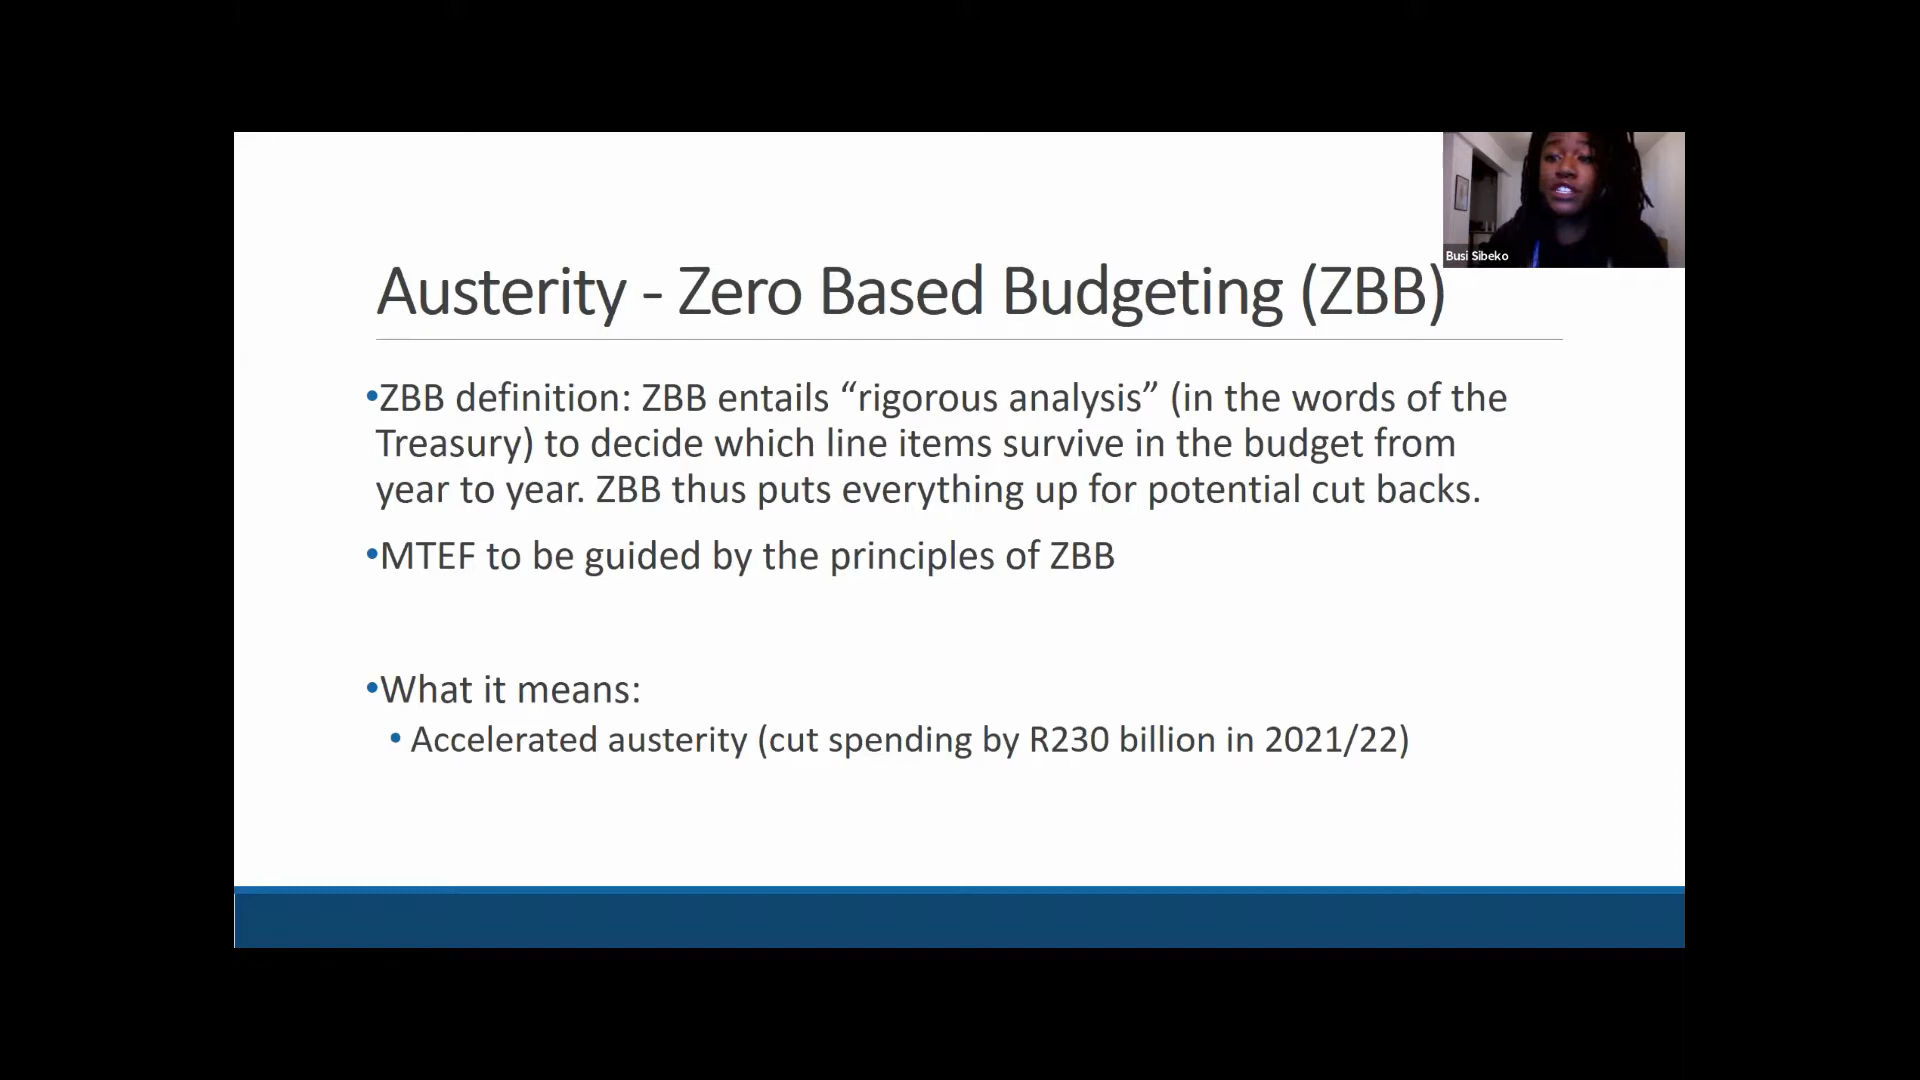 Busi Sibeko
Austerity - Zero Based Budgeting (ZBB)
•ZBB definition: ZBB entails “rigorous analysis” (in the words of the
Treasury) to decide which line items survive in the budget from
year to year. ZBB thus puts everything up for potential cut backs.
•MTEF to be guided by the principles of ZBB
•What it means:
• Accelerated austerity (cut spending by R230 billion in 2021/22)